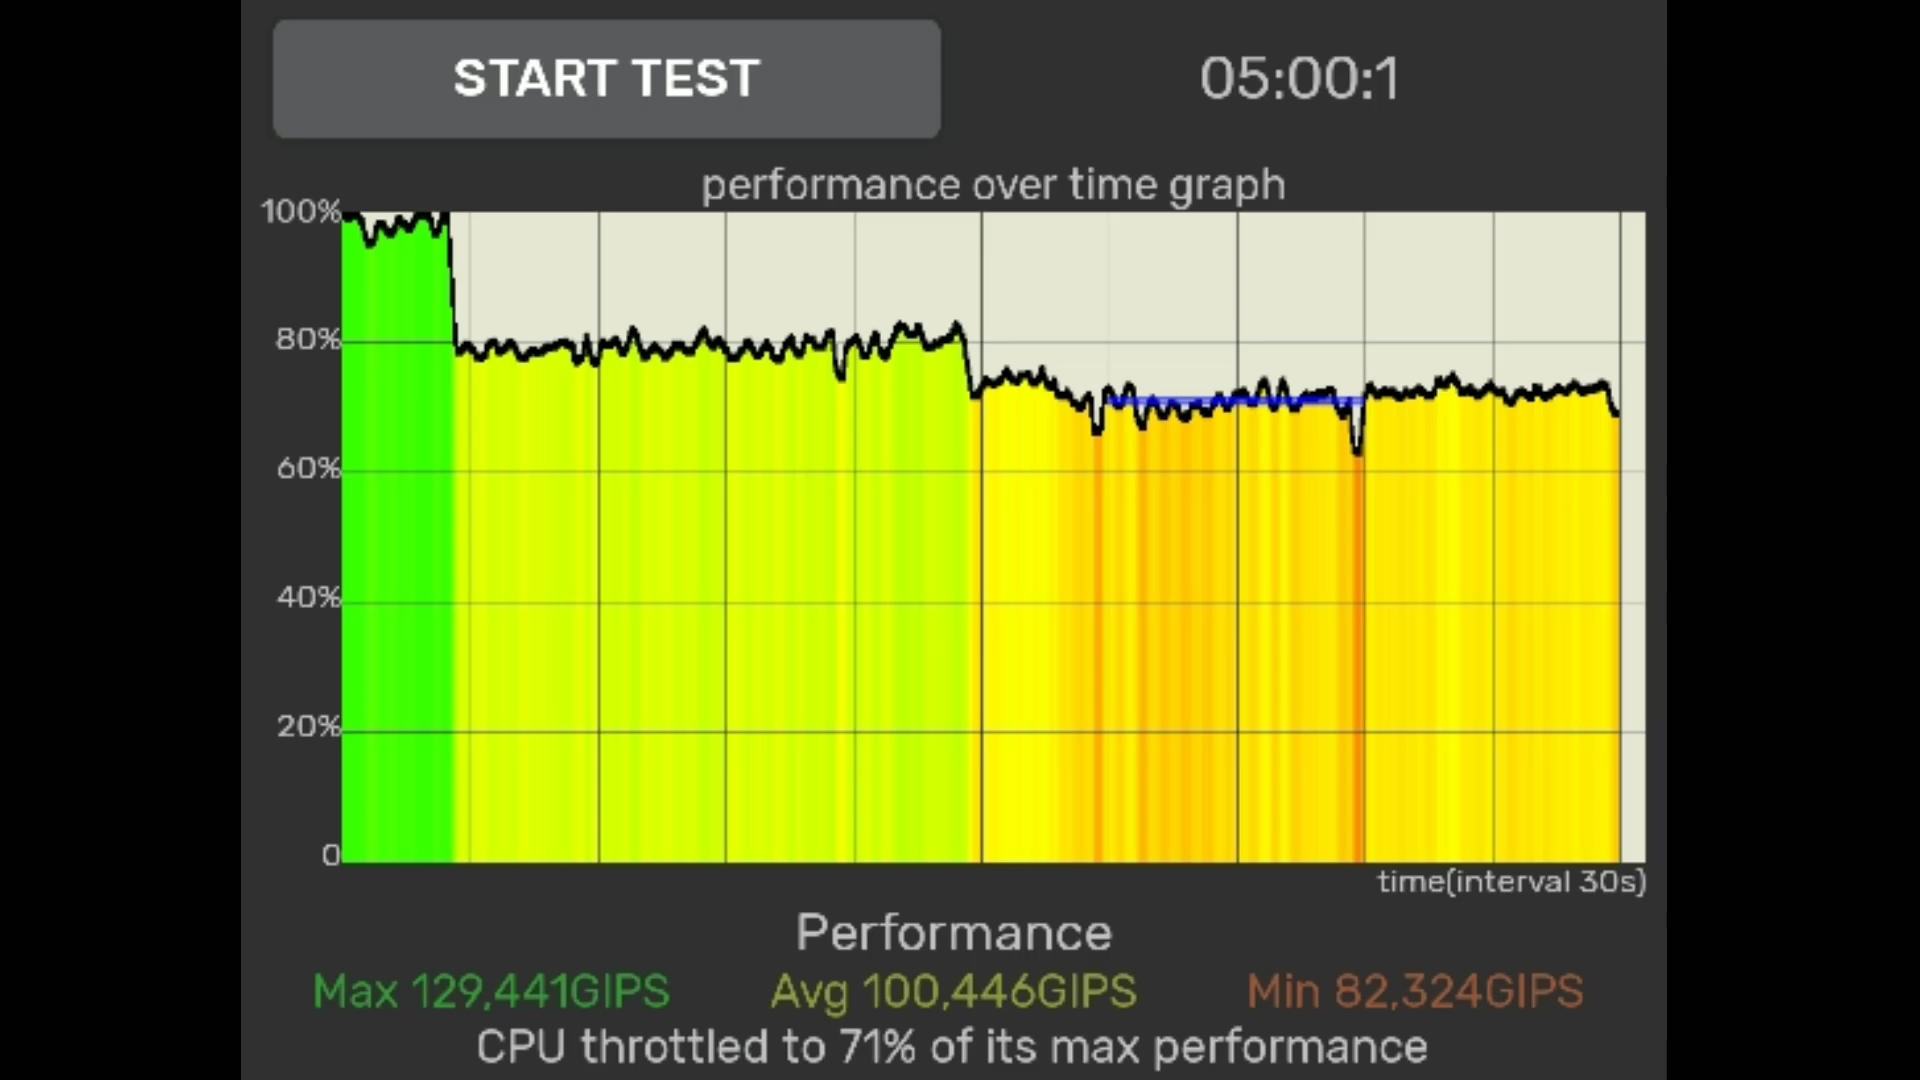 START TEST
05:00:1
performance over time graph
100%
80%
60%
40%
20%
0
time(interval 30s)
Performance
Max 129,441GIPS
Avg 100,446GIPS
Min 82,324GIPS
CPU throttled to 71% of its max performance